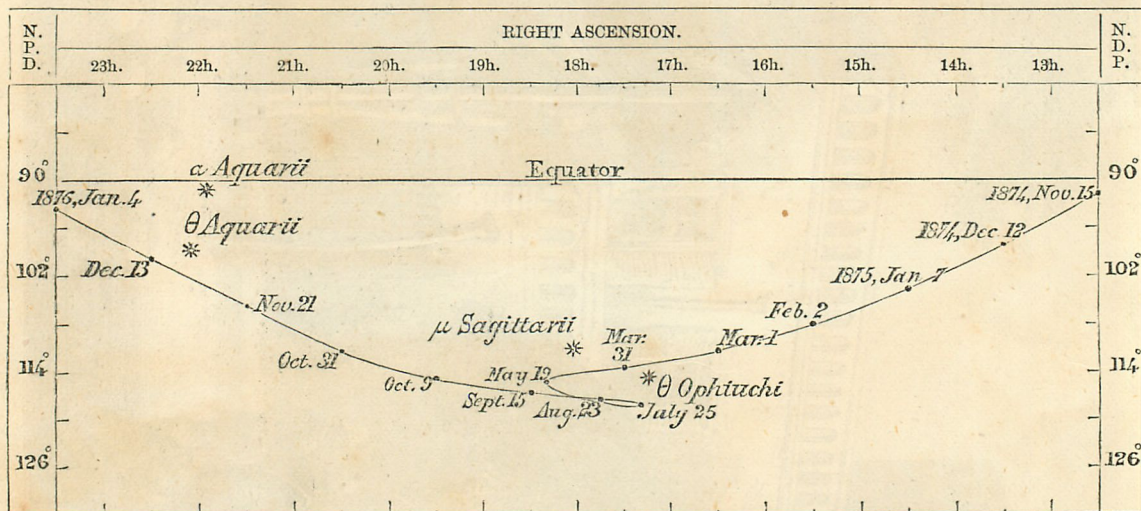 N. P. D.
RIGHT ASCENSION.
N. P. D.
23h. 22h. 21h. 20h. 19h. 18h. 17h. 16h. 15h. 14h. 13h.
α Aquarii
90° Equator 90°
1876, Jan. 4
1874, Nov. 15
θ Aquarii
1874, Dec. 12
Dec. 13
102° 102°
1875, Jan. 7
Nov. 21
Feb. 2
μ Sagittarii
Mar. 31
Mar. 1
Oct. 31
114° 114°
Oct. 9
May 19
θ Ophiuchi
Sept. 15
Aug. 23
July 25
126° 126°